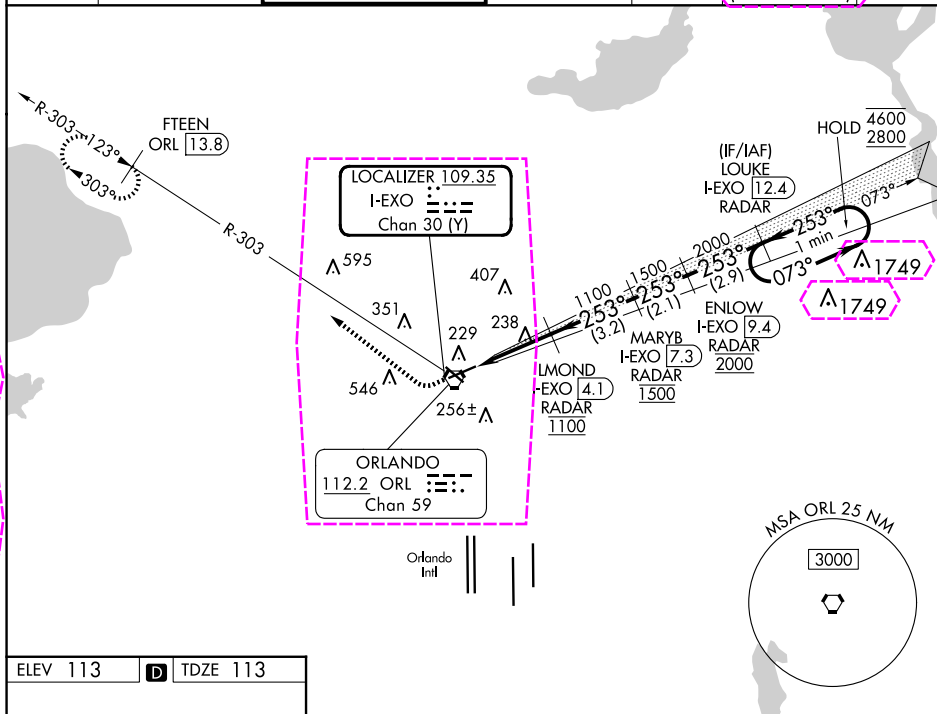 R-303
123°
303°
FTEEN
ORL 13.8
R-303
LOCALIZER 109.35
I-EXO
Chan 30 (Y)
595
407
351
238
229
546
256±
ORLANDO
112.2 ORL
Chan 59
HOLD
4600
2800
(IF/IAF)
LOUKE
I-EXO 12.4
RADAR
073°
253°
1 min
073°
1749
1749
2000
253°
(2.9)
1500
253°
(2.1)
1100
253°
(3.2)
ENLOW
I-EXO 9.4
RADAR
2000
MARYB
I-EXO 7.3
RADAR
1500
LMOND
I-EXO 4.1
RADAR
1100
Orlando
Intl
MSA ORL 25 NM
3000
ELEV 113 D TDZE 113